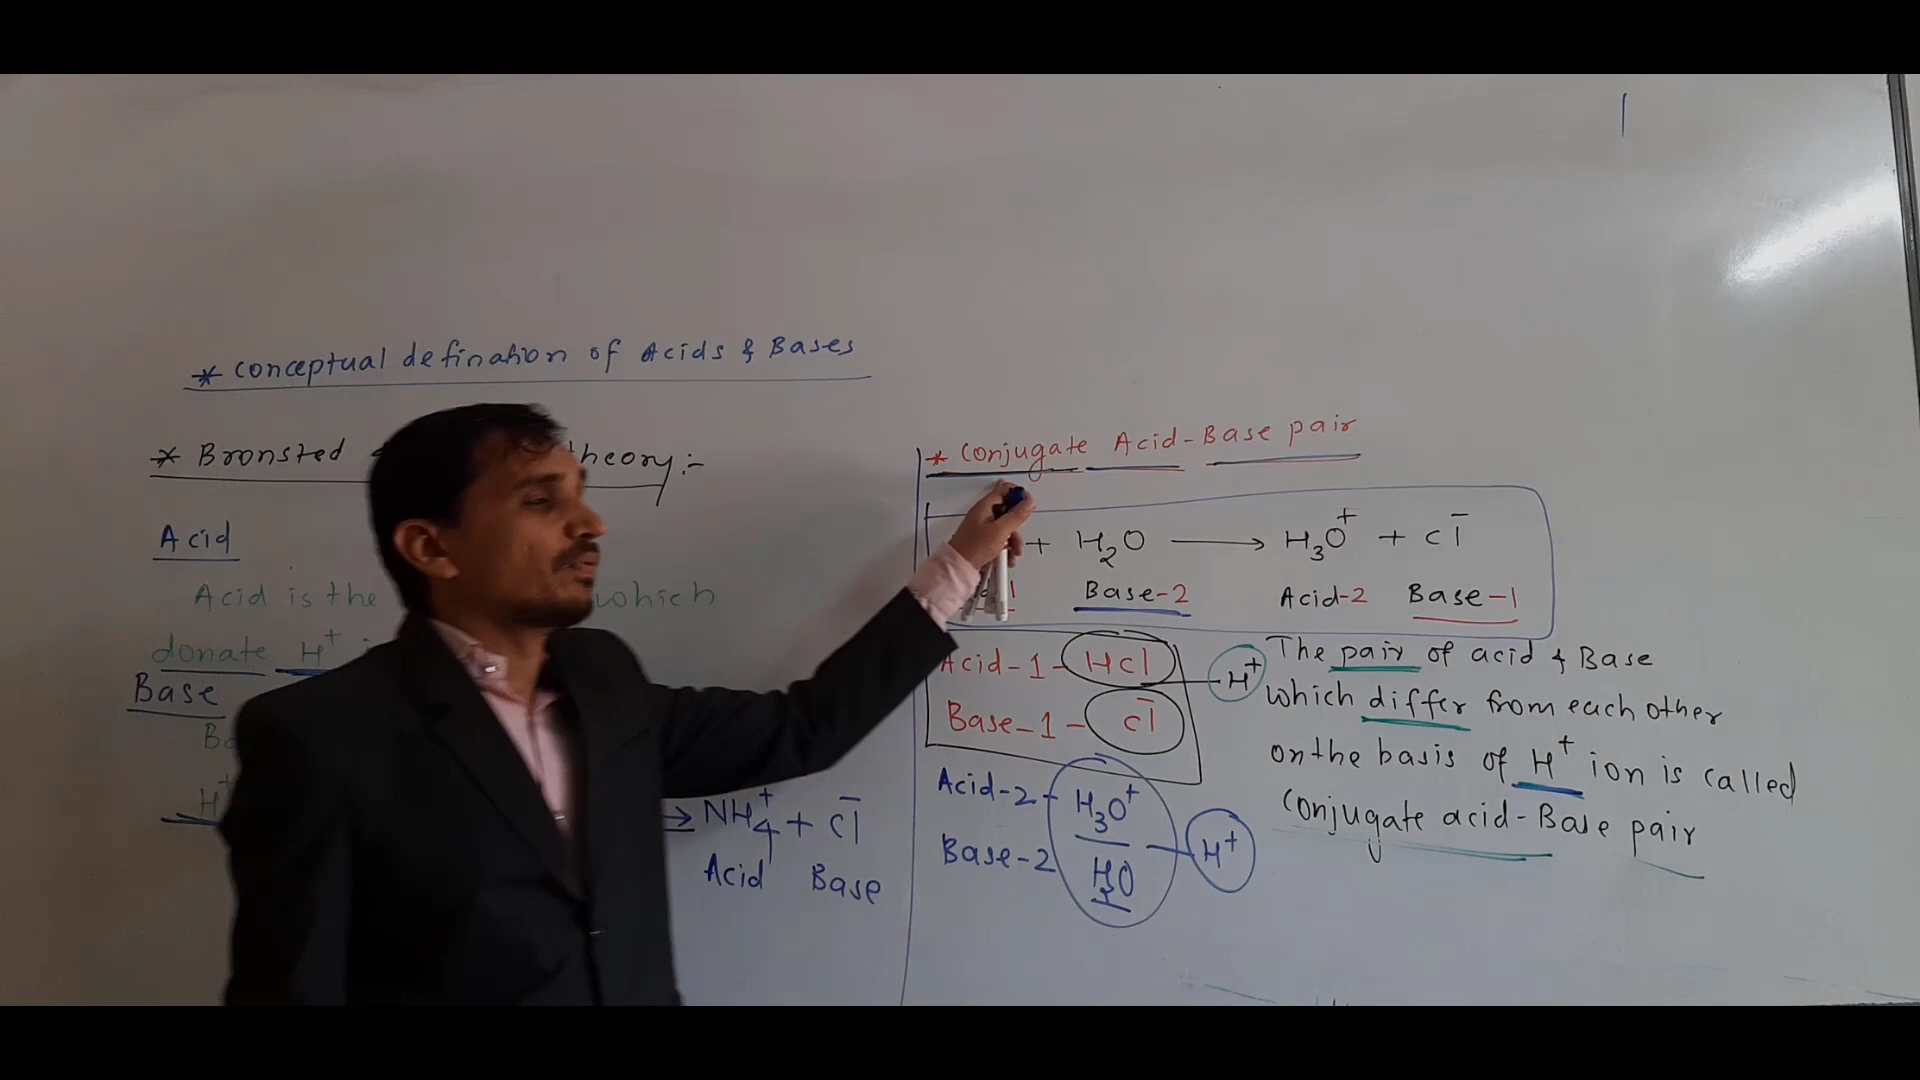 * Conceptual defination of Acids & Bases
* Bronsted theory:-
Acid
Acid is the which
donate H⁺
Base
H⁺
→ NH₄⁺ + Cl⁻
Acid Base
* Conjugate Acid-Base pair
+ H₂O ⟶ H₃O⁺ + Cl⁻
1 Base-2 Acid-2 Base-1
Acid-1 - HCl
Base-1 - Cl⁻
H⁺
Acid-2 - H₃O⁺
Base-2 H₂O
H⁺
The pair of acid & Base
which differ from each other
on the basis of H⁺ ion is called
Conjugate acid-Base pair